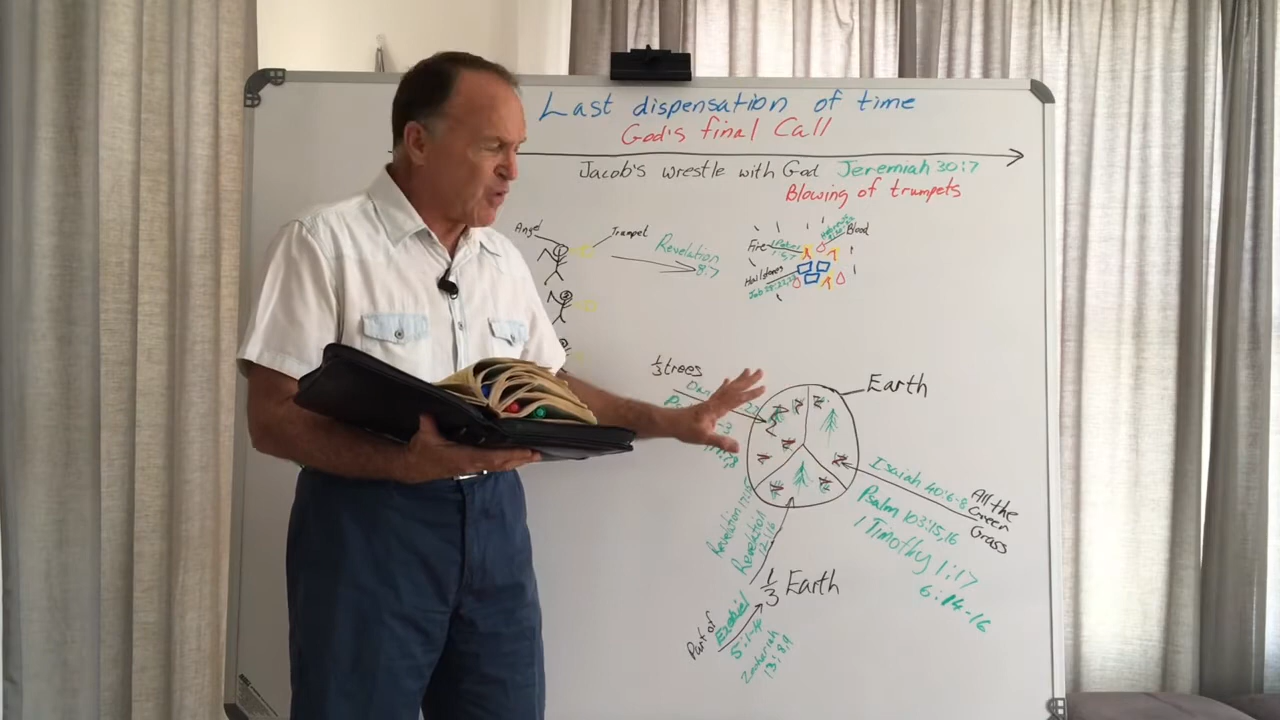 Last dispensation of time
God's final Call
Jacob's wrestle with God Jeremiah 30:7
Blowing of trumpets
Angel
Trumpet
Revelation
8:7
Fire
Blood
Hailstones
Job 38:22,23
1/3 trees
Earth
Isaiah 40:6-8
All the
Green
Grass
Psalm 103:15,16
1 Timothy 1:17
6:14-16
Revelation
Revelation
12:16
1/3 Earth
Part of
Ezekiel
5:1-4
Zechariah
13:8,9